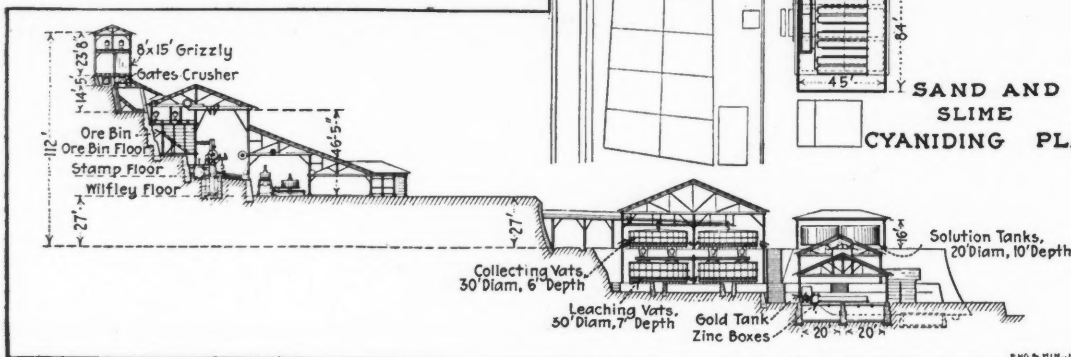 8'x15' Grizzly
Gates Crusher
23'8"
14'-5"
112'
Ore Bin
Ore Bin Floor
Stamp Floor
Wilfley Floor
46'-5"
27'
27'
84'
45'
SAND AND
SLIME
CYANIDING PLA
16'
Solution Tanks,
20'Diam, 10'Depth
Collecting Vats,
30'Diam, 6' Depth
Leaching Vats,
30'Diam, 7' Depth
Gold Tank
Zinc Boxes
20' 20'